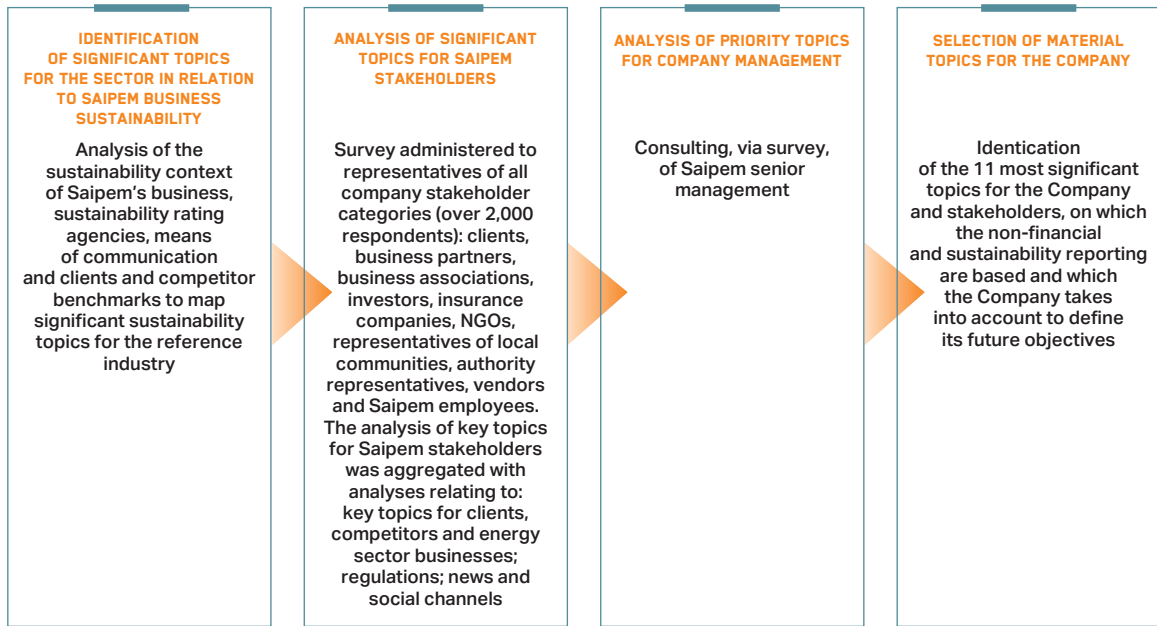 IDENTIFICATION
OF SIGNIFICANT TOPICS
FOR THE SECTOR IN RELATION
TO SAIPEM BUSINESS
SUSTAINABILITY
Analysis of the
sustainability context
of Saipem's business,
sustainability rating
agencies, means
of communication
and clients and competitor
benchmarks to map
significant sustainability
topics for the reference
industry
ANALYSIS OF SIGNIFICANT
TOPICS FOR SAIPEM
STAKEHOLDERS
Survey administered to
representatives of all
company stakeholder
categories (over 2,000
respondents): clients,
business partners,
business associations,
investors, insurance
companies, NGOs,
representatives of local
communities, authority
representatives, vendors
and Saipem employees.
The analysis of key topics
for Saipem stakeholders
was aggregated with
analyses relating to:
key topics for clients,
competitors and energy
sector businesses;
regulations; news and
social channels
ANALYSIS OF PRIORITY TOPICS
FOR COMPANY MANAGEMENT
Consulting, via survey,
of Saipem senior
management
SELECTION OF MATERIAL
TOPICS FOR THE COMPANY
Identication
of the 11 most significant
topics for the Company
and stakeholders, on which
the non-financial
and sustainability reporting
are based and which
the Company takes
into account to define
its future objectives